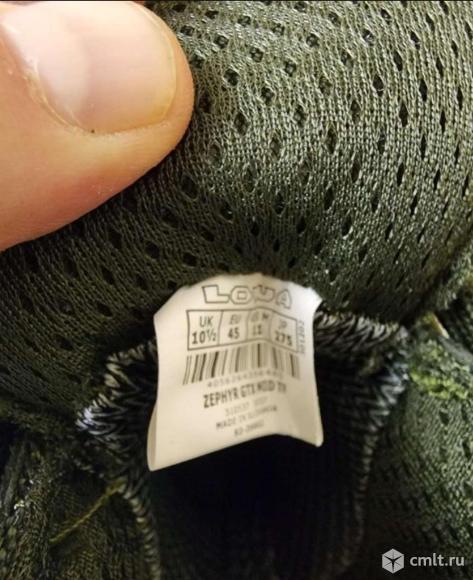 LOWA
UK EU US M JP
10½ 45 11 275
ZEPHYR GTX MID TF
310537
MADE IN SLOVAKIA
cmlt.ru